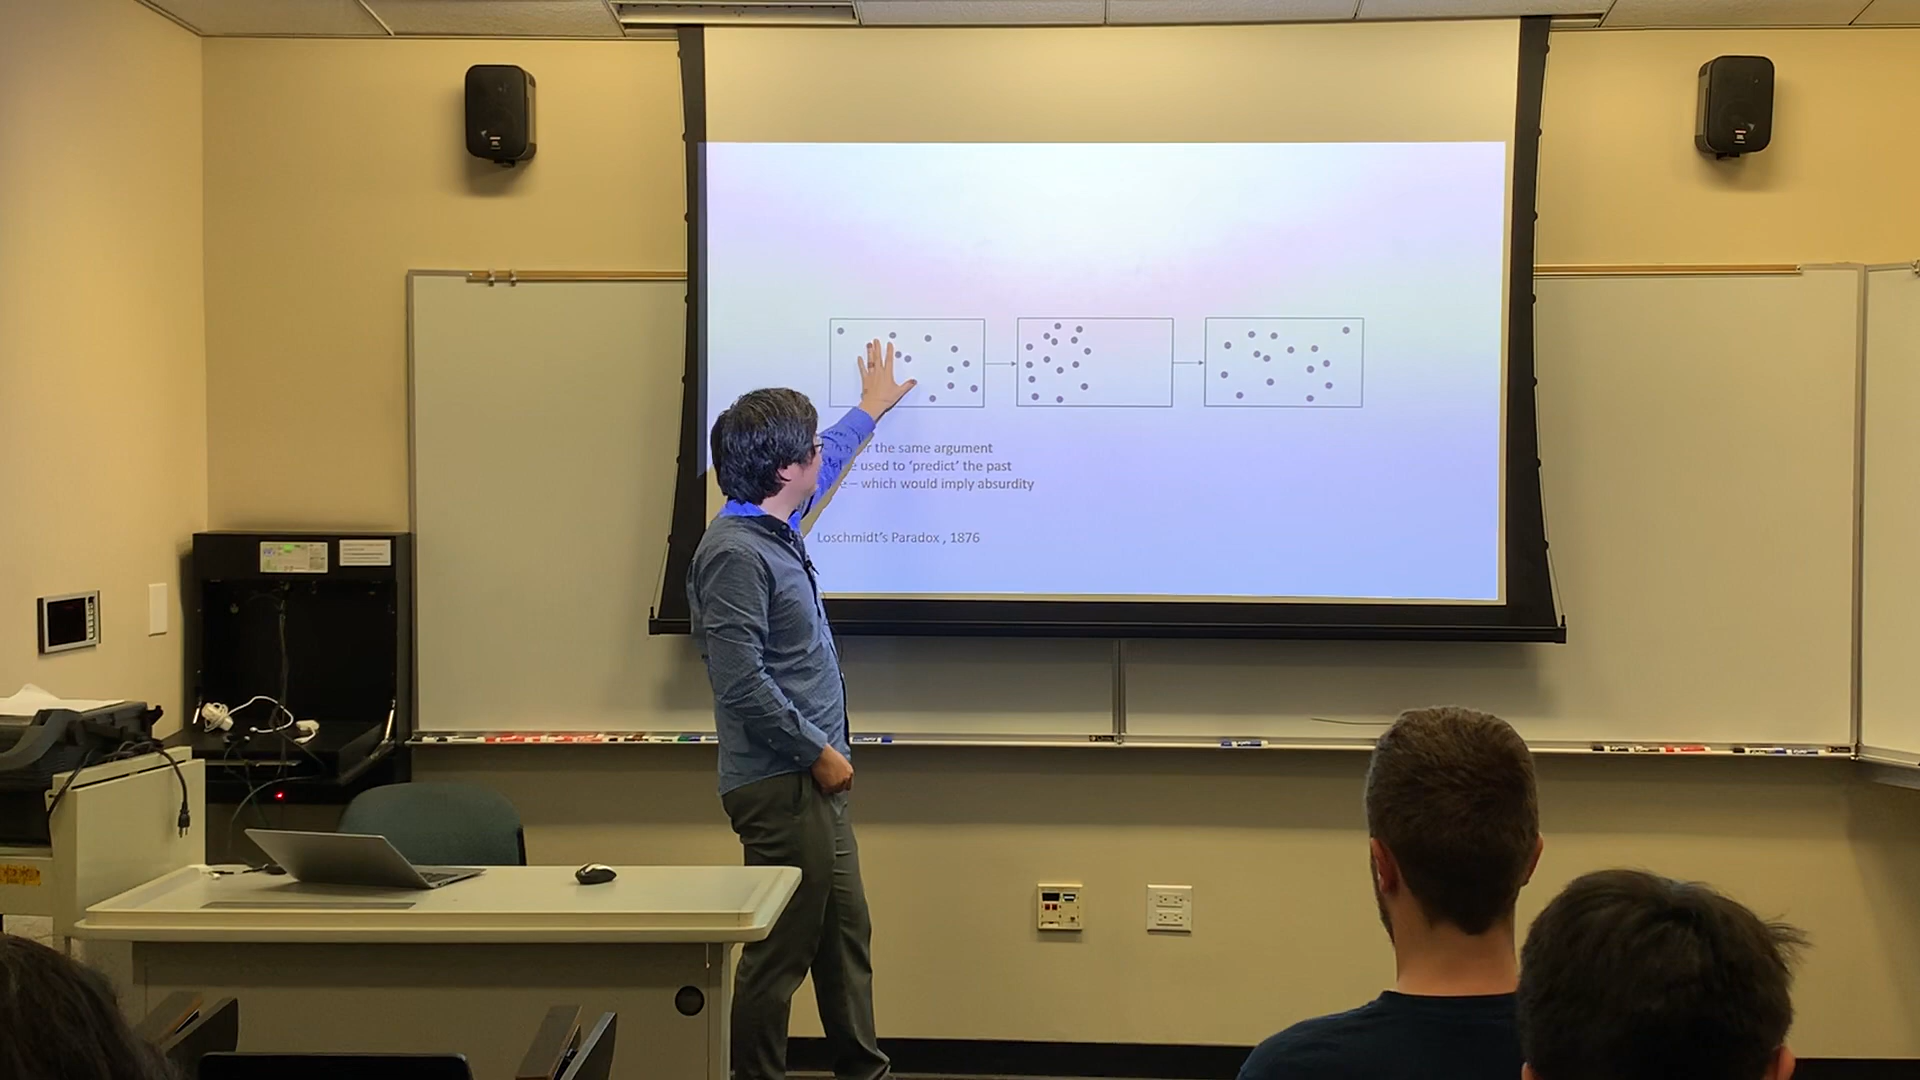 r the same argument
e used to ‘predict’ the past
e – which would imply absurdity
Loschmidt’s Paradox , 1876